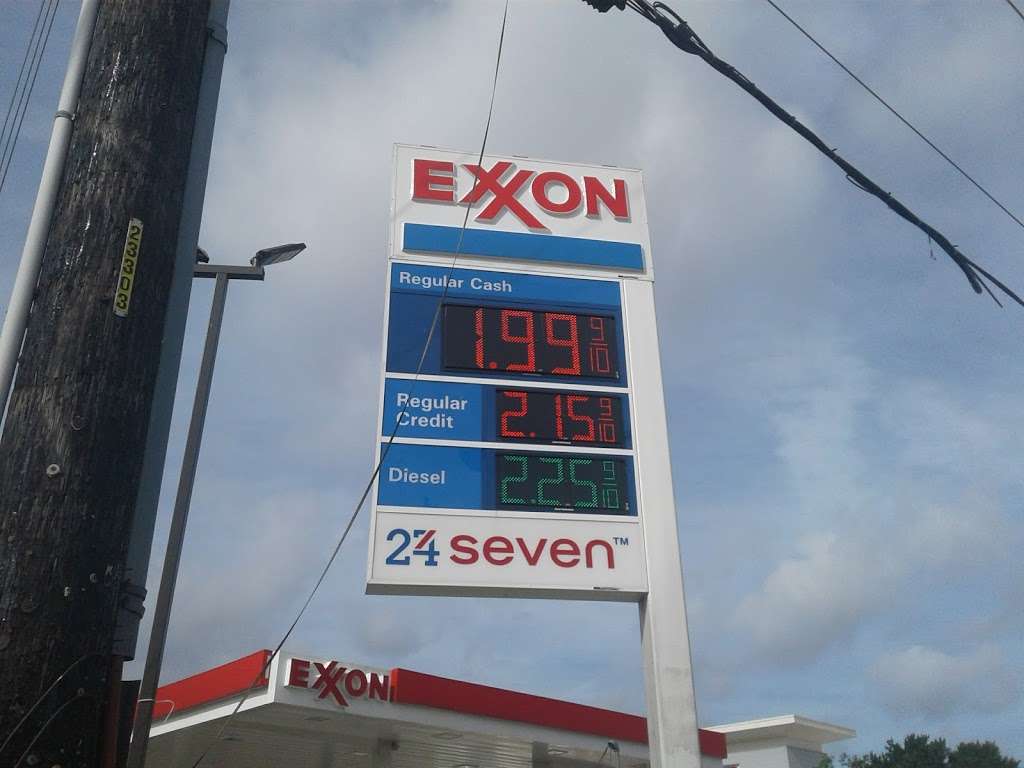 EXXON
Regular Cash
1.99 9/10
Regular
Credit
2.15 9/10
Diesel
2.25 9/10
24 seven™
EXXON
23303